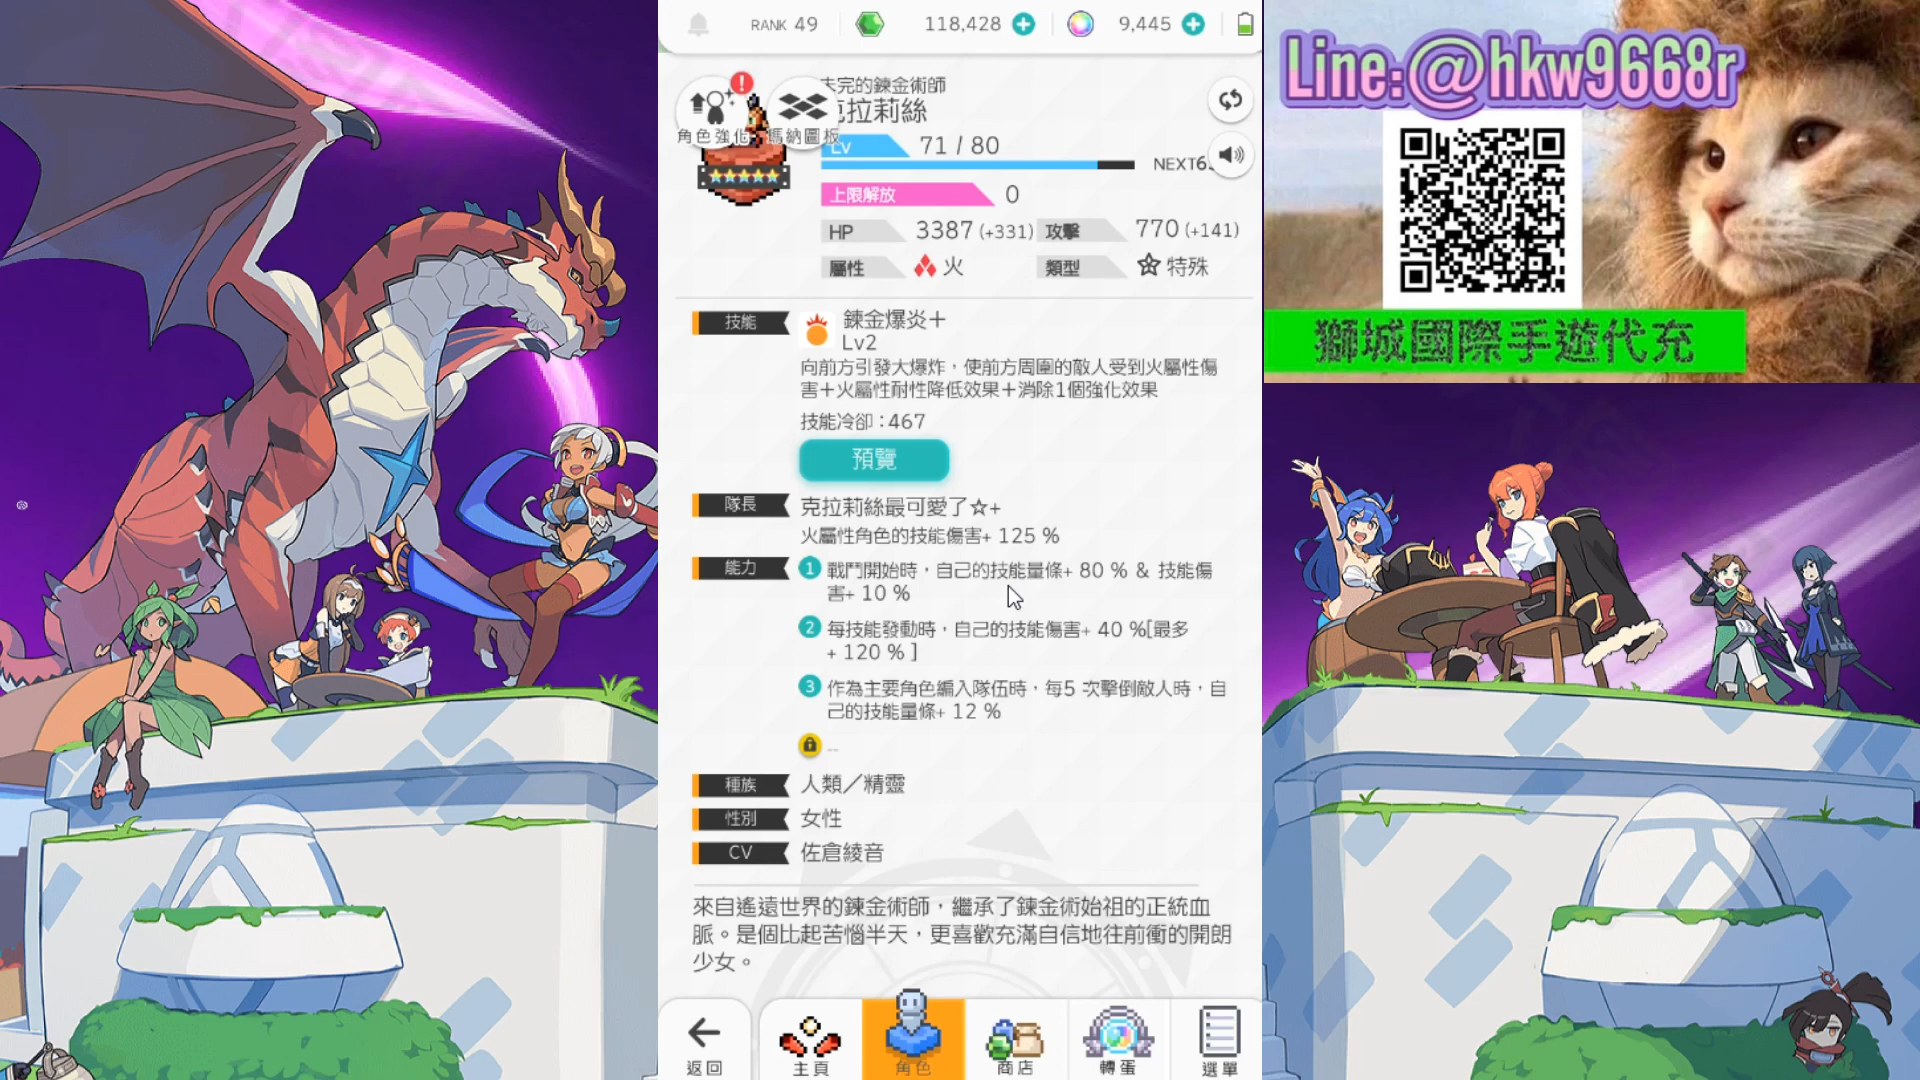 RANK 49
118,428
9,445
未完的鍊金術師
克拉莉絲
角色強化
瑪納圖板
Lv 71 / 80
NEXT
上限解放 0
HP 3387 (+331) 攻擊 770 (+141)
屬性 火 類型 特殊
技能 鍊金爆炎＋
Lv2
向前方引發大爆炸，使前方周圍的敵人受到火屬性傷
害＋火屬性耐性降低效果＋消除1個強化效果
技能冷卻：467
預覽
隊長 克拉莉絲最可愛了☆+
火屬性角色的技能傷害+ 125 %
能力 1 戰鬥開始時，自己的技能量條+ 80 % & 技能傷
害+ 10 %
2 每技能發動時，自己的技能傷害+ 40 %[最多
+ 120 % ]
3 作為主要角色編入隊伍時，每5 次擊倒敵人時，自
己的技能量條+ 12 %
--
種族 人類／精靈
性別 女性
CV 佐倉綾音
來自遙遠世界的鍊金術師，繼承了鍊金術始祖的正統血
脈。是個比起苦惱半天，更喜歡充滿自信地往前衝的開朗
少女。
返回
主頁
角色
商店
轉蛋
選單
Line:@hkw9668r
獅城國際手遊代充